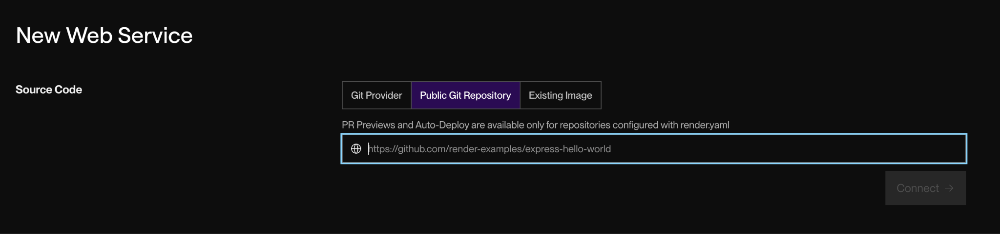 New Web Service
Source Code
Git Provider
Public Git Repository
Existing Image
PR Previews and Auto-Deploy are available only for repositories configured with render.yaml
https://github.com/render-examples/express-hello-world
Connect →